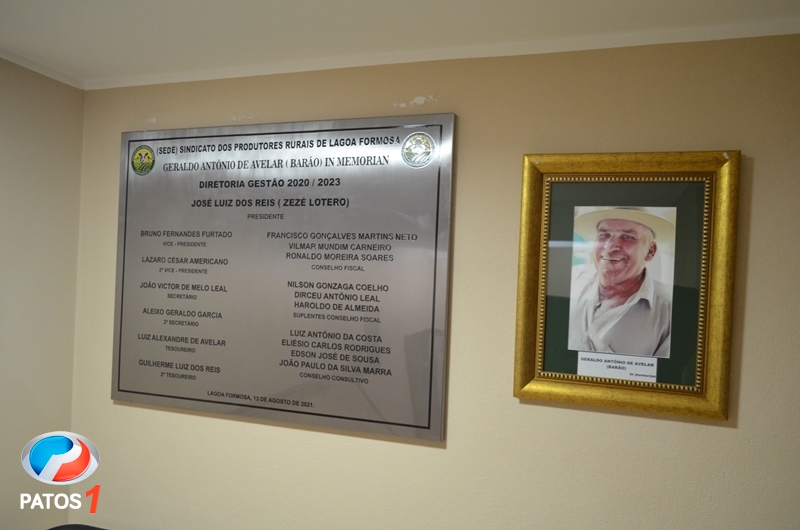 (SEDE) SINDICATO DOS PRODUTORES RURAIS DE LAGOA FORMOSA
GERALDO ANTÔNIO DE AVELAR ( BARÃO) IN MEMORIAN
DIRETORIA GESTÃO 2020 / 2023
JOSÉ LUIZ DOS REIS ( ZEZÉ LOTERO)
PRESIDENTE
BRUNO FERNANDES FURTADO
VICE - PRESIDENTE
LÁZARO CÉSAR AMERICANO
2º VICE - PRESIDENTE
JOÃO VICTOR DE MELO LEAL
SECRETÁRIO
ALEIXO GERALDO GARCIA
2º SECRETÁRIO
LUIZ ALEXANDRE DE AVELAR
TESOUREIRO
GUILHERME LUIZ DOS REIS
2º TESOUREIRO
FRANCISCO GONÇALVES MARTINS NETO
VILMAR MUNDIM CARNEIRO
RONALDO MOREIRA SOARES
CONSELHO FISCAL
NILSON GONZAGA COELHO
DIRCEU ANTÔNIO LEAL
HAROLDO DE ALMEIDA
SUPLENTES CONSELHO FISCAL
LUIZ ANTÔNIO DA COSTA
ELIÉSIO CARLOS RODRIGUES
EDSON JOSÉ DE SOUSA
JOÃO PAULO DA SILVA MARRA
CONSELHO CONSULTIVO
LAGOA FORMOSA, 13 DE AGOSTO DE 2021.
GERALDO ANTÔNIO DE AVELAR
(BARÃO)
P
PATOS 1